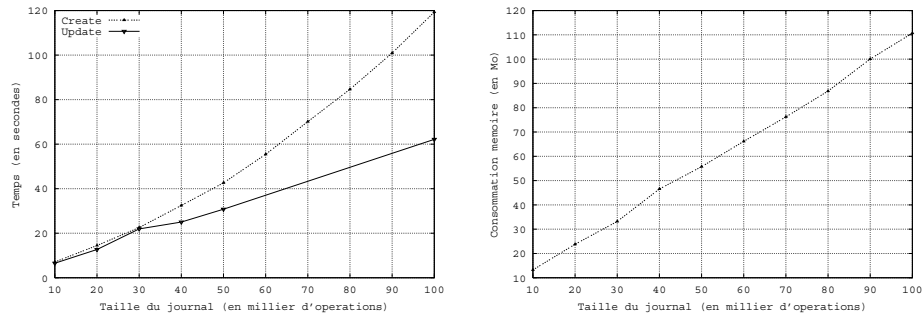 120
100
80
60
40
20
0
Create
Update
Temps (en secondes)
10 20 30 40 50 60 70 80 90 100
Taille du journal (en millier d'operations)
120
110
100
90
80
70
60
50
40
30
20
10
Consommation memoire (en Mo)
10 20 30 40 50 60 70 80 90 100
Taille du journal (en millier d'operations)